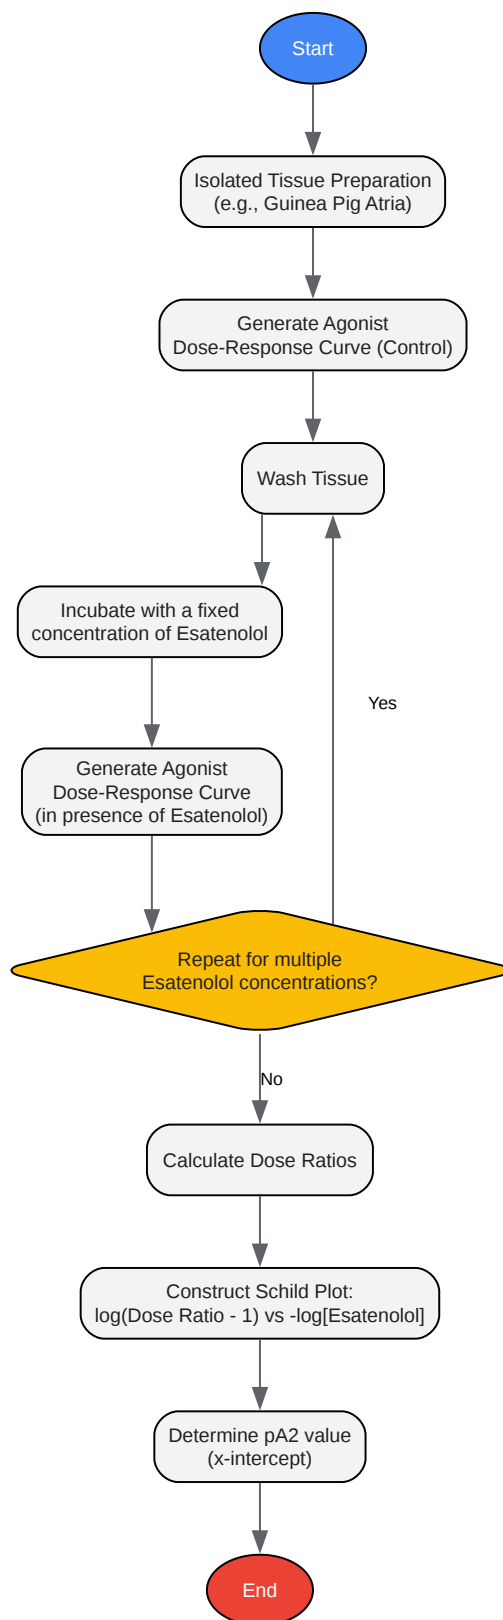 Start
Isolated Tissue Preparation
(e.g., Guinea Pig Atria)
Generate Agonist
Dose-Response Curve (Control)
Wash Tissue
Incubate with a fixed
concentration of Esatenolol
Yes
Generate Agonist
Dose-Response Curve
(in presence of Esatenolol)
Repeat for multiple
Esatenolol concentrations?
No
Calculate Dose Ratios
Construct Schild Plot:
log(Dose Ratio - 1) vs -log[Esatenolol]
Determine pA2 value
(x-intercept)
End